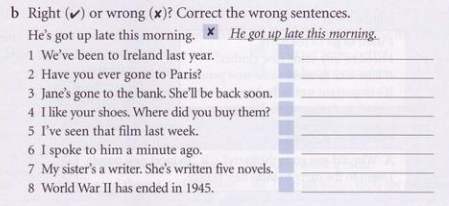 b Right (✓) or wrong (✗)? Correct the wrong sentences.
He's got up late this morning. ✗ He got up late this morning.
1 We've been to Ireland last year.
2 Have you ever gone to Paris?
3 Jane's gone to the bank. She'll be back soon.
4 I like your shoes. Where did you buy them?
5 I've seen that film last week.
6 I spoke to him a minute ago.
7 My sister's a writer. She's written five novels.
8 World War II has ended in 1945.